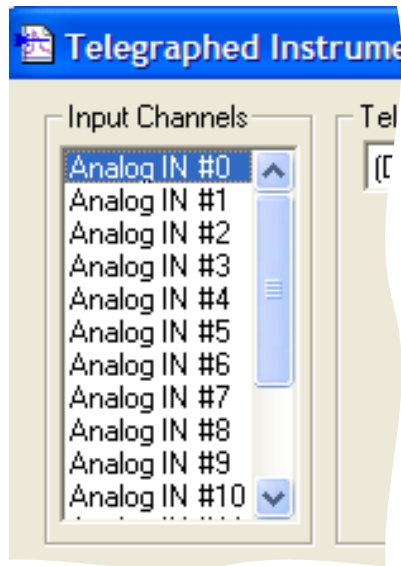 Telegraphed Instrume
Input Channels
Tel
Analog IN #0
Analog IN #1
Analog IN #2
Analog IN #3
Analog IN #4
Analog IN #5
Analog IN #6
Analog IN #7
Analog IN #8
Analog IN #9
Analog IN #10